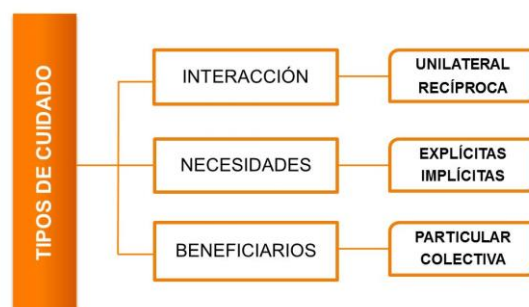 TIPOS DE CUIDADO
INTERACCIÓN
UNILATERAL
RECÍPROCA
NECESIDADES
EXPLÍCITAS
IMPLÍCITAS
BENEFICIARIOS
PARTICULAR
COLECTIVA